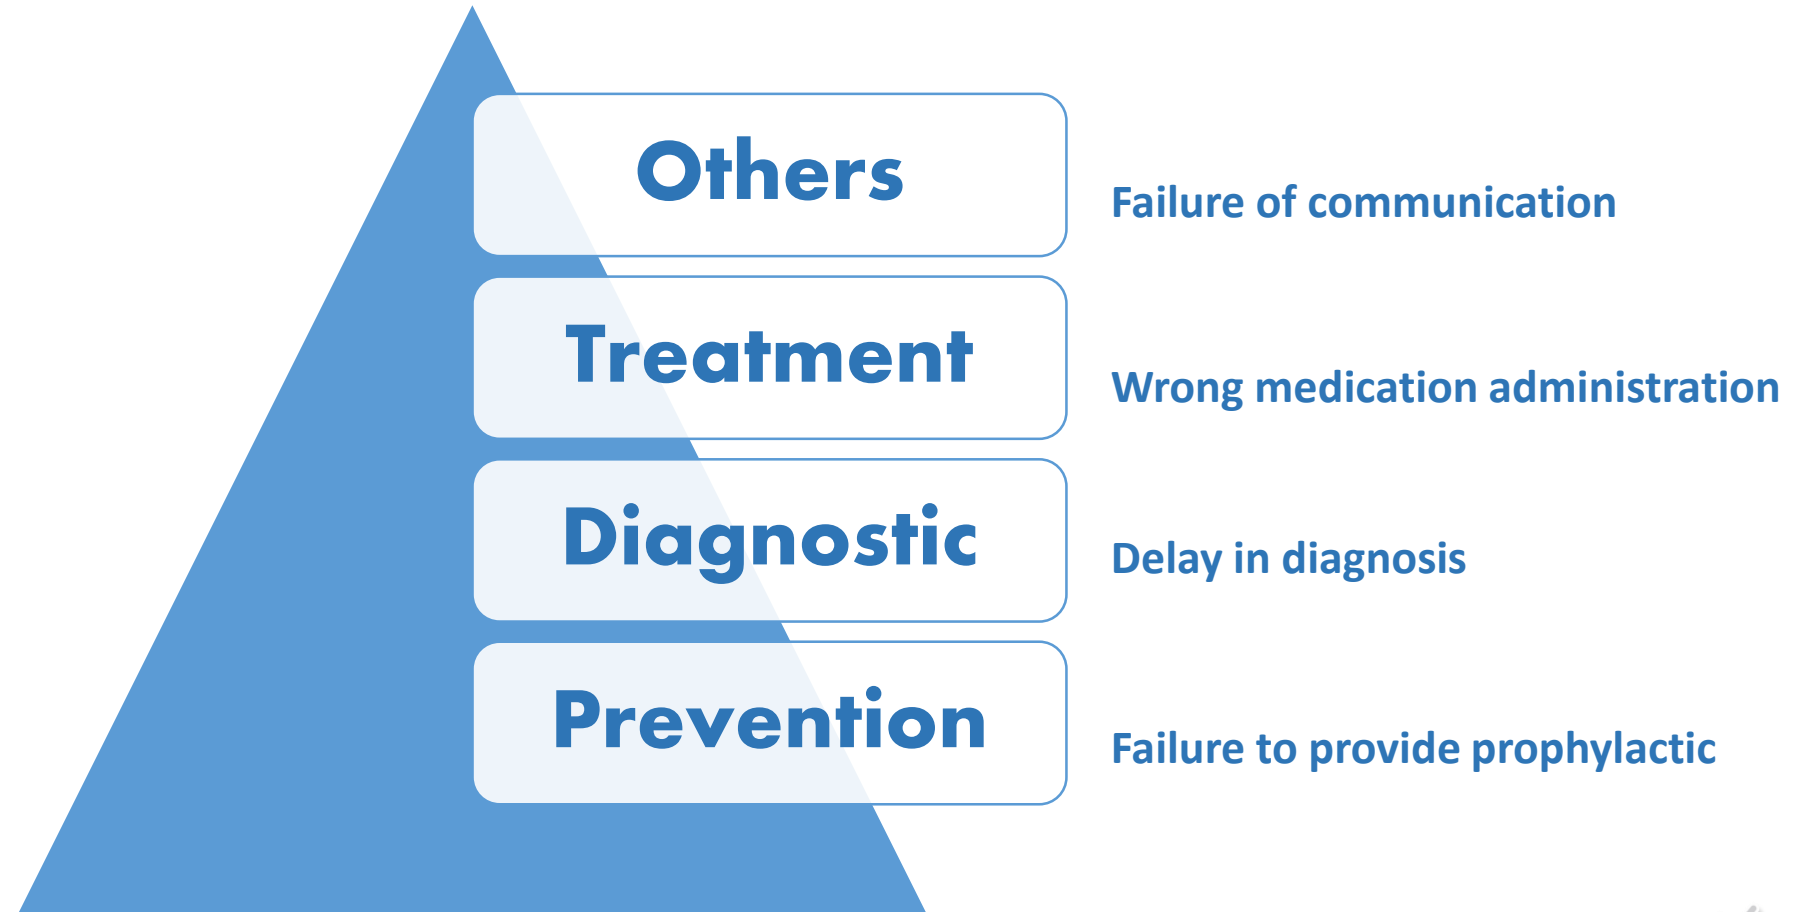 Others
Failure of communication
Treatment
Wrong medication administration
Diagnostic
Delay in diagnosis
Prevention
Failure to provide prophylactic